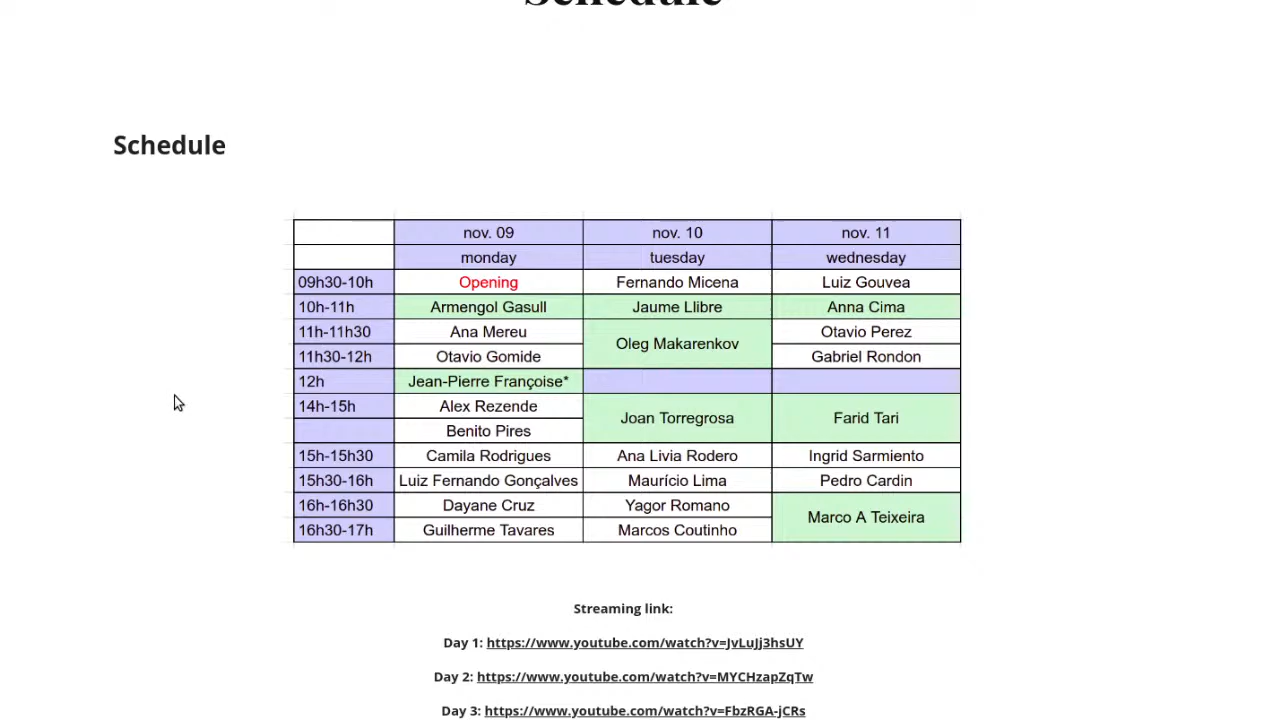 Schedule
Schedule
nov. 09 nov. 10 nov. 11
monday tuesday wednesday
09h30-10h Opening Fernando Micena Luiz Gouvea
10h-11h Armengol Gasull Jaume Llibre Anna Cima
11h-11h30 Ana Mereu Oleg Makarenkov Otavio Perez
11h30-12h Otavio Gomide Gabriel Rondon
12h Jean-Pierre Françoise*
14h-15h Alex Rezende Joan Torregrosa Farid Tari
Benito Pires
15h-15h30 Camila Rodrigues Ana Livia Rodero Ingrid Sarmiento
15h30-16h Luiz Fernando Gonçalves Maurício Lima Pedro Cardin
16h-16h30 Dayane Cruz Yagor Romano Marco A Teixeira
16h30-17h Guilherme Tavares Marcos Coutinho
Streaming link:
Day 1: https://www.youtube.com/watch?v=JvLuJj3hsUY
Day 2: https://www.youtube.com/watch?v=MYCHzapZqTw
Day 3: https://www.youtube.com/watch?v=FbzRGA-jCRs